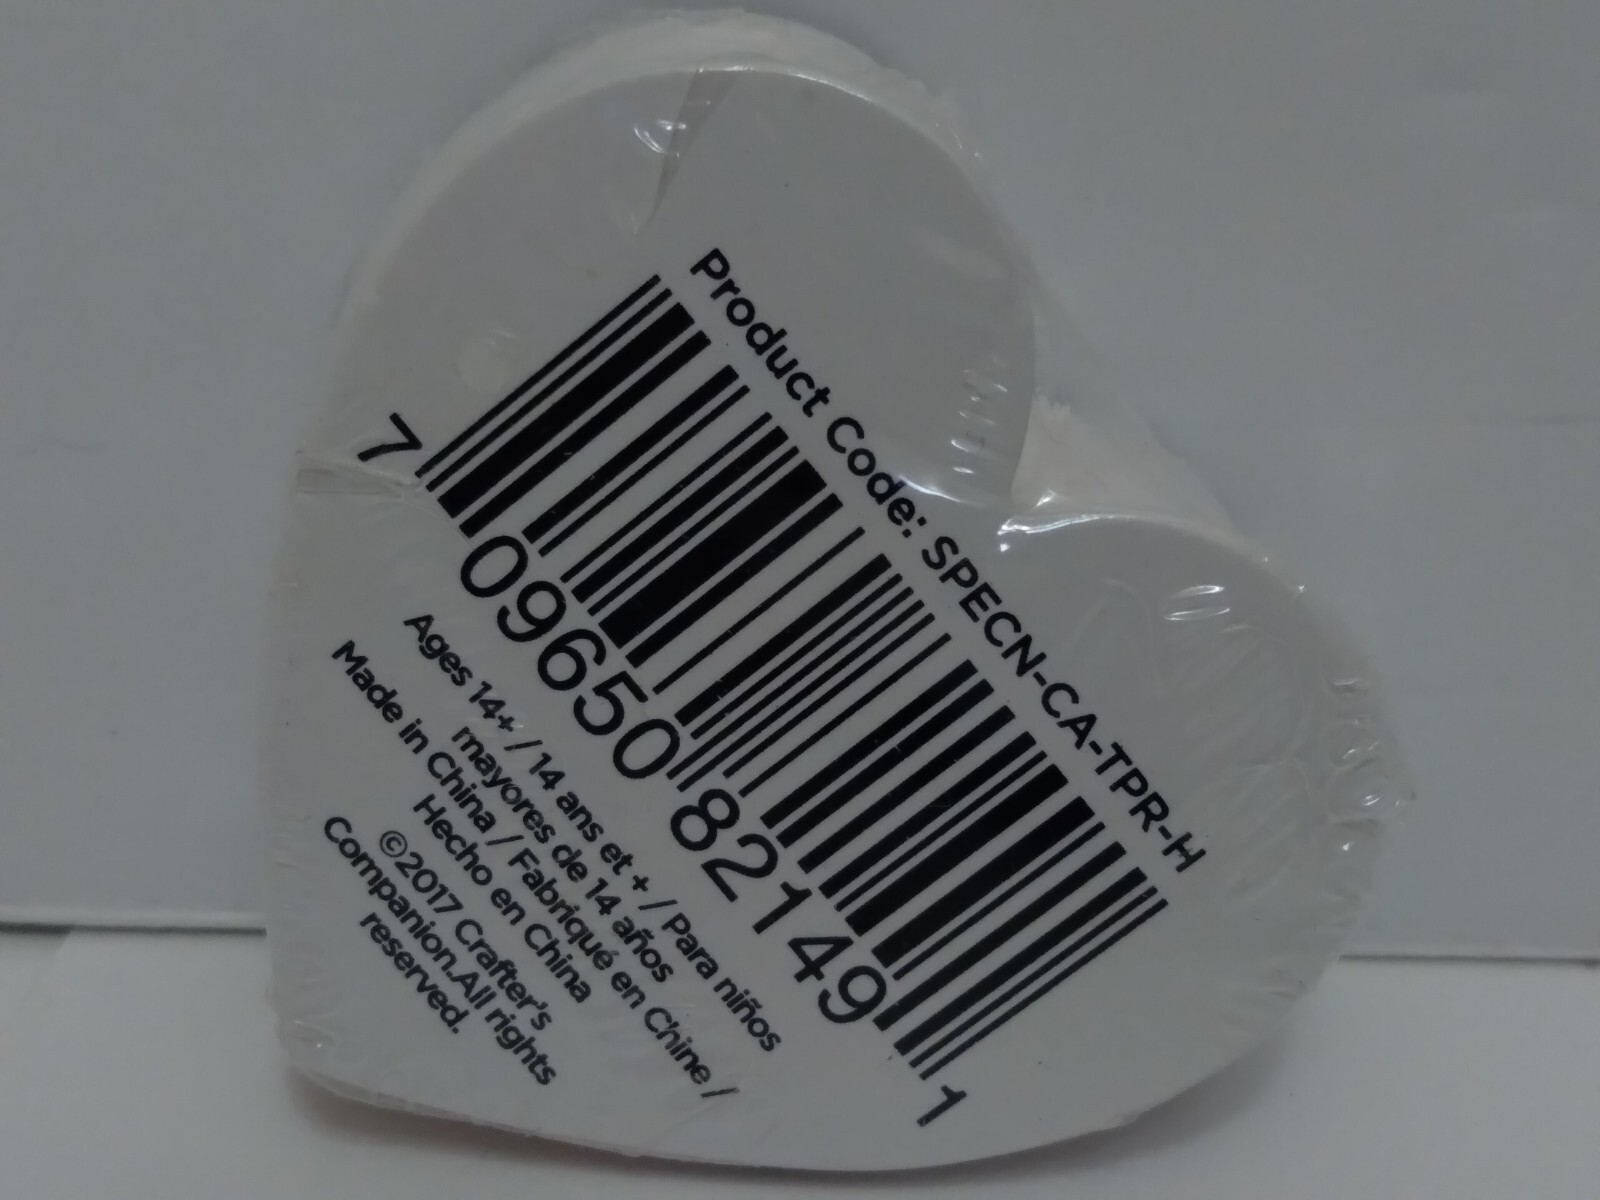 Product Code: SPECN-CA-TPR-H
7 09650 82149 1
Ages 14+ / 14 ans et + / Para niños
mayores de 14 años
Made in China / Fabriqué en Chine /
Hecho en China
©2017 Crafter's
Companion.All rights
reserved.